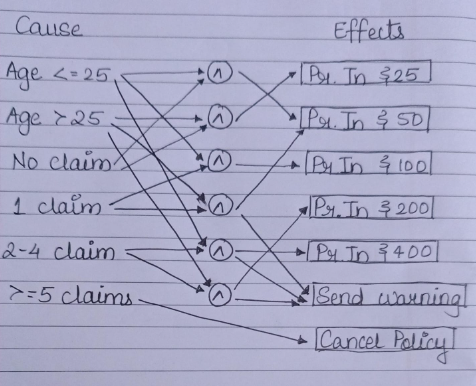 Cause Effects
Age <= 25 ^ Pr. In $25
Age > 25 ^ Pr. In $50
No claim ^ Pr. In $100
1 claim ^ Pr. In $200
2-4 claim ^ Pr. In $400
>=5 claims ^ Send warning
Cancel Policy